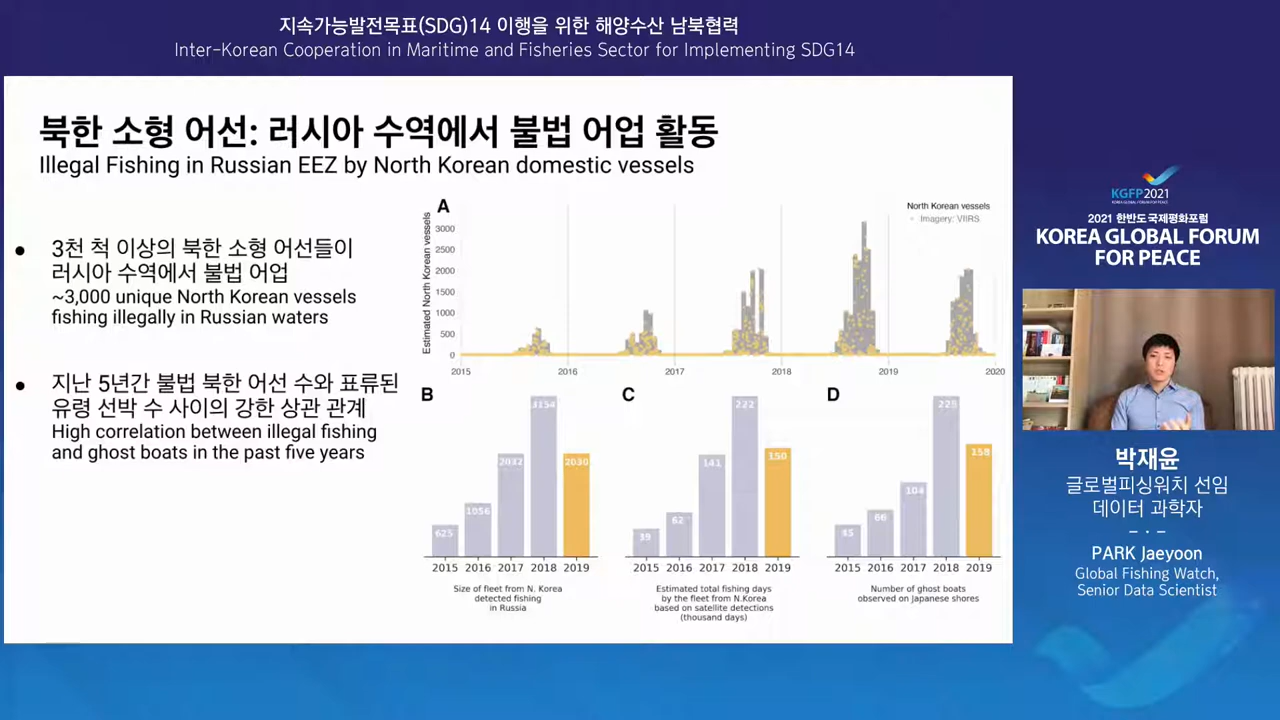 지속가능발전목표(SDG)14 이행을 위한 해양수산 남북협력
Inter-Korean Cooperation in Maritime and Fisheries Sector for Implementing SDG14
북한 소형 어선: 러시아 수역에서 불법 어업 활동
Illegal Fishing in Russian EEZ by North Korean domestic vessels
• 3천 척 이상의 북한 소형 어선들이
러시아 수역에서 불법 어업
~3,000 unique North Korean vessels
fishing illegally in Russian waters
• 지난 5년간 불법 북한 어선 수와 표류된
유령 선박 수 사이의 강한 상관 관계
High correlation between illegal fishing
and ghost boats in the past five years
A
North Korean vessels
Imagery: VIIRS
Estimated North Korean vessels
3000
2500
2000
1500
1000
500
0
2015 2016 2017 2018 2019 2020
B
625 1056 2032 3154 2030
2015 2016 2017 2018 2019
Size of fleet from N. Korea
detected fishing
in Russia
C
39 62 141 222 150
2015 2016 2017 2018 2019
Estimated total fishing days
by the fleet from N.Korea
based on satellite detections
(thousand days)
D
45 66 104 225 158
2015 2016 2017 2018 2019
Number of ghost boats
observed on Japanese shores
KGFP2021
KOREA GLOBAL FORUM FOR PEACE
2021 한반도국제평화포럼
KOREA GLOBAL FORUM
FOR PEACE
박재윤
글로벌피싱워치 선임
데이터 과학자
PARK Jaeyoon
Global Fishing Watch,
Senior Data Scientist